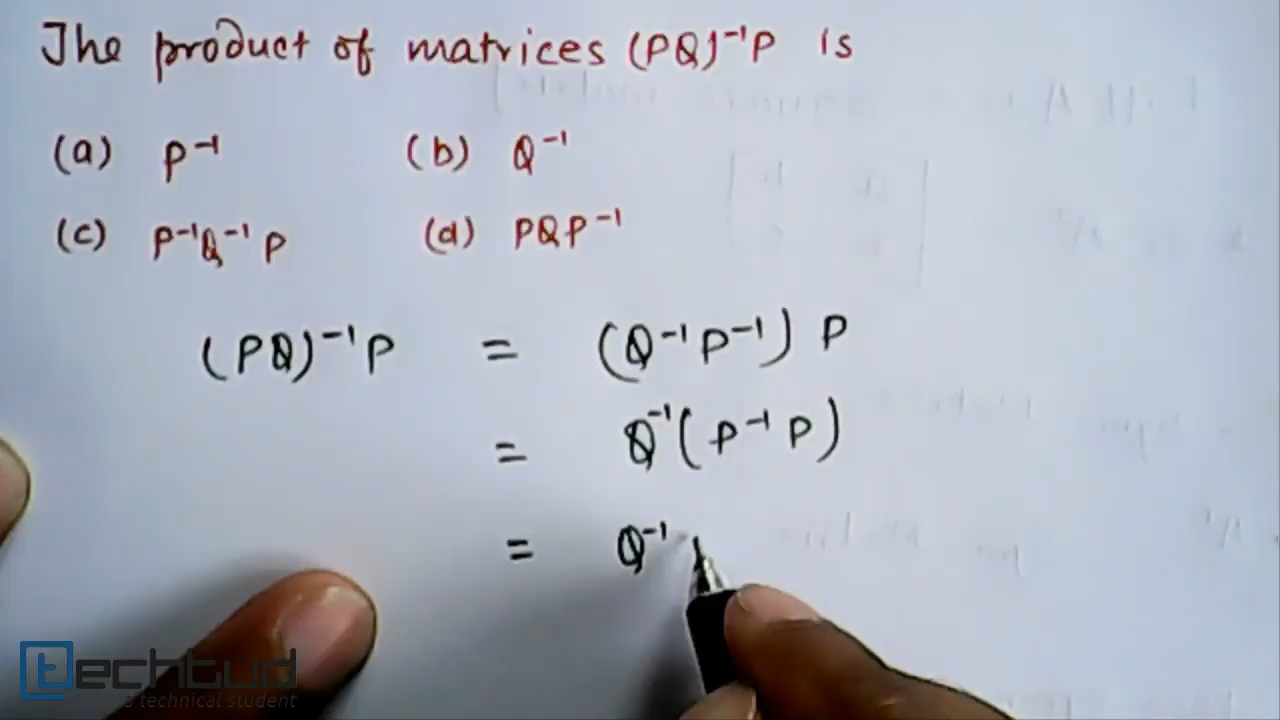 The product of matrices (PQ)⁻¹P is
(a) P⁻¹ (b) Q⁻¹
(c) P⁻¹Q⁻¹P (d) PQP⁻¹
(PQ)⁻¹P = (Q⁻¹P⁻¹) P
= Q⁻¹(P⁻¹P)
= Q⁻¹
techtud
a technical student